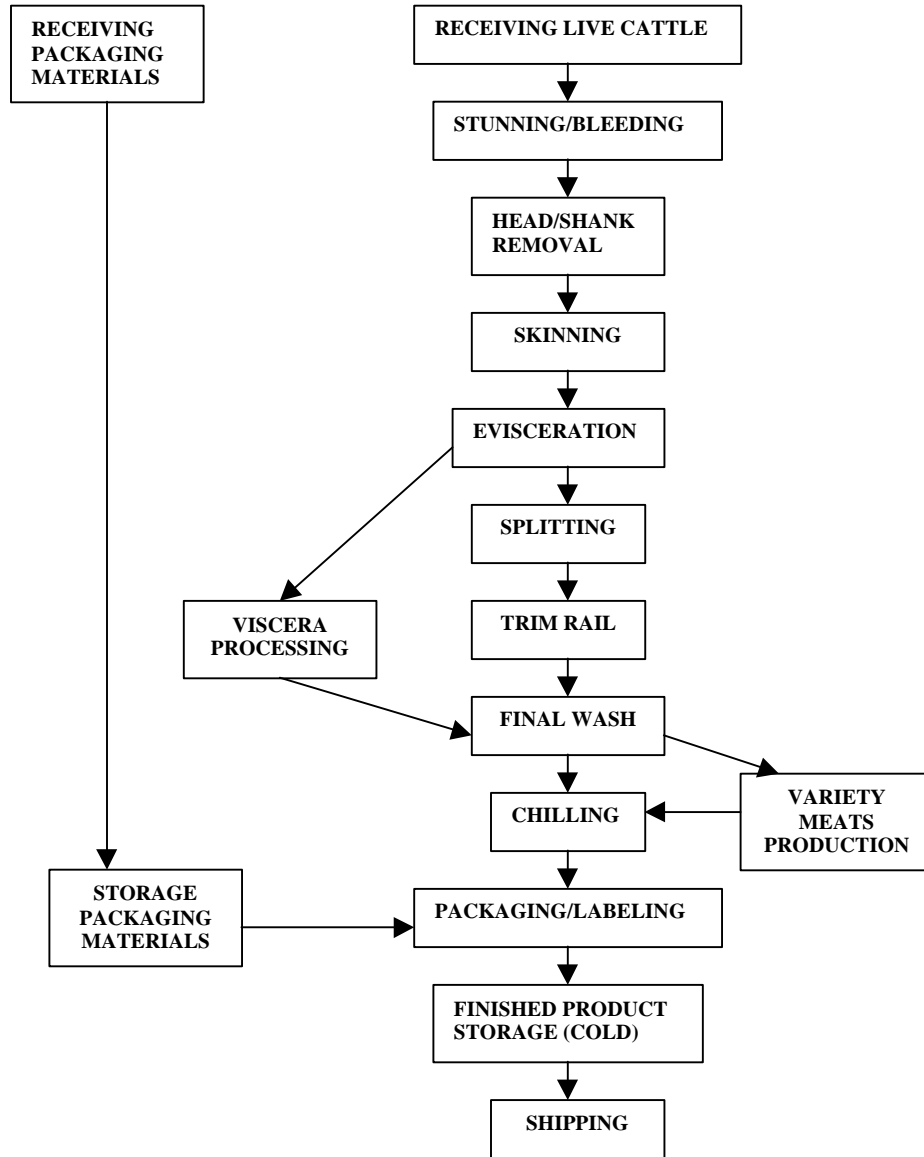 RECEIVING
PACKAGING
MATERIALS
RECEIVING LIVE CATTLE
STUNNING/BLEEDING
HEAD/SHANK
REMOVAL
SKINNING
EVISCERATION
SPLITTING
VISCERA
PROCESSING
TRIM RAIL
FINAL WASH
VARIETY
MEATS
PRODUCTION
CHILLING
STORAGE
PACKAGING
MATERIALS
PACKAGING/LABELING
FINISHED PRODUCT
STORAGE (COLD)
SHIPPING